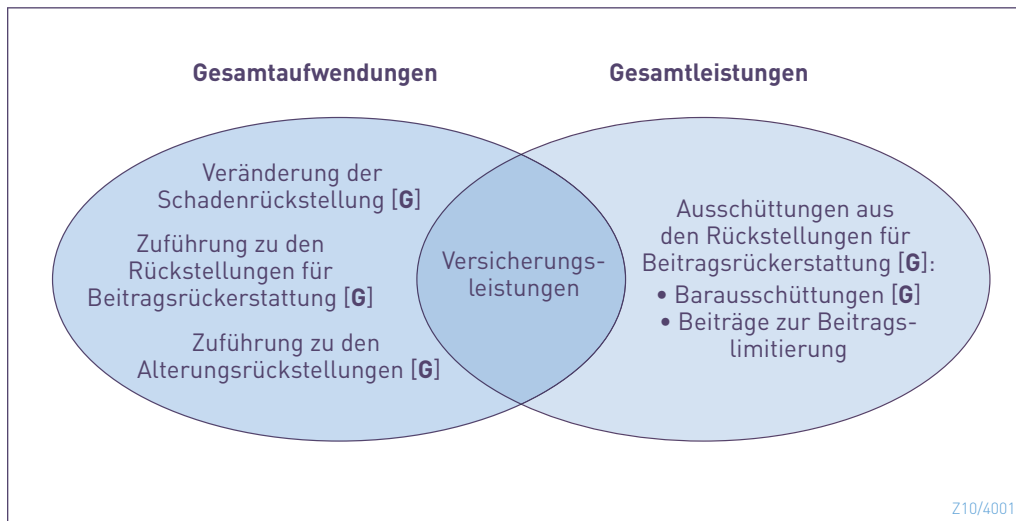 Gesamtaufwendungen
Gesamtleistungen
Veränderung der
Schadenrückstellung [G]
Zuführung zu den
Rückstellungen für
Beitragsrückerstattung [G]
Zuführung zu den
Alterungsrückstellungen [G]
Versicherungs-
leistungen
Ausschüttungen aus
den Rückstellungen für
Beitragsrückerstattung [G]:
• Barausschüttungen [G]
• Beiträge zur Beitrags-
limitierung
Z10/4001